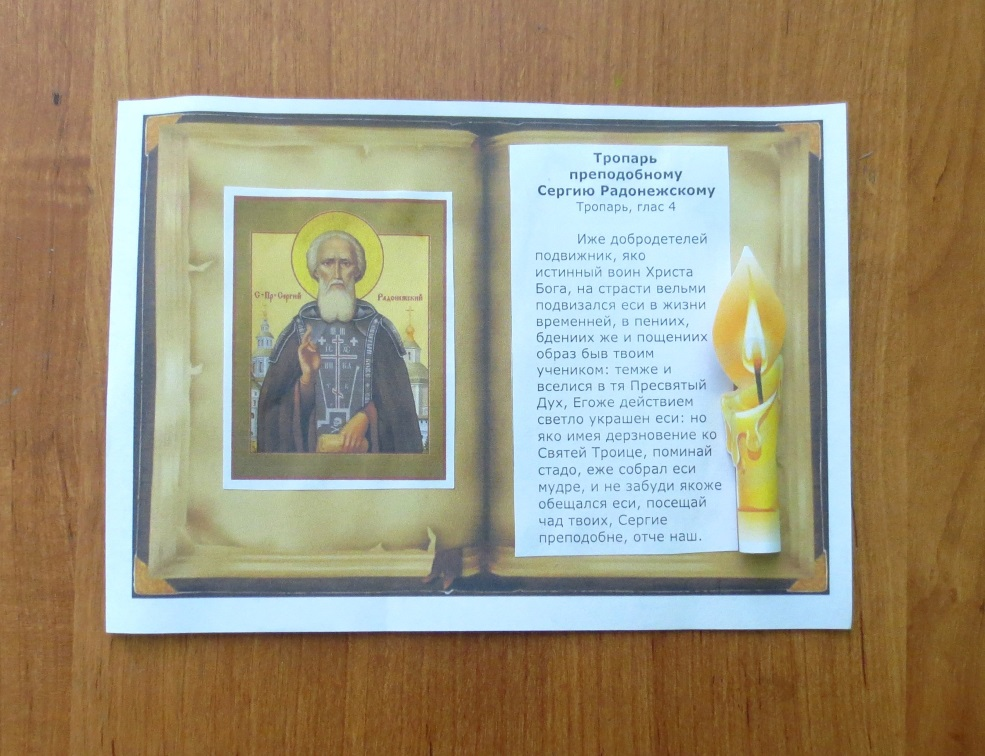 С. Пр. Сергий Радонежский
Тропарь
преподобному
Сергию Радонежскому
Тропарь, глас 4
Иже добродетелей
подвижник, яко
истинный воин Христа
Бога, на страсти вельми
подвизался еси в жизни
временней, в пениих,
бдениих же и пощениих
образ быв твоим
учеником: темже и
вселися в тя Пресвятый
Дух, Егоже действием
светло украшен еси: но
яко имея дерзновение ко
Святей Троице, поминай
стадо, еже собрал еси
мудре, и не забуди якоже
обещался еси, посещай
чад твоих, Сергие
преподобне, отче наш.